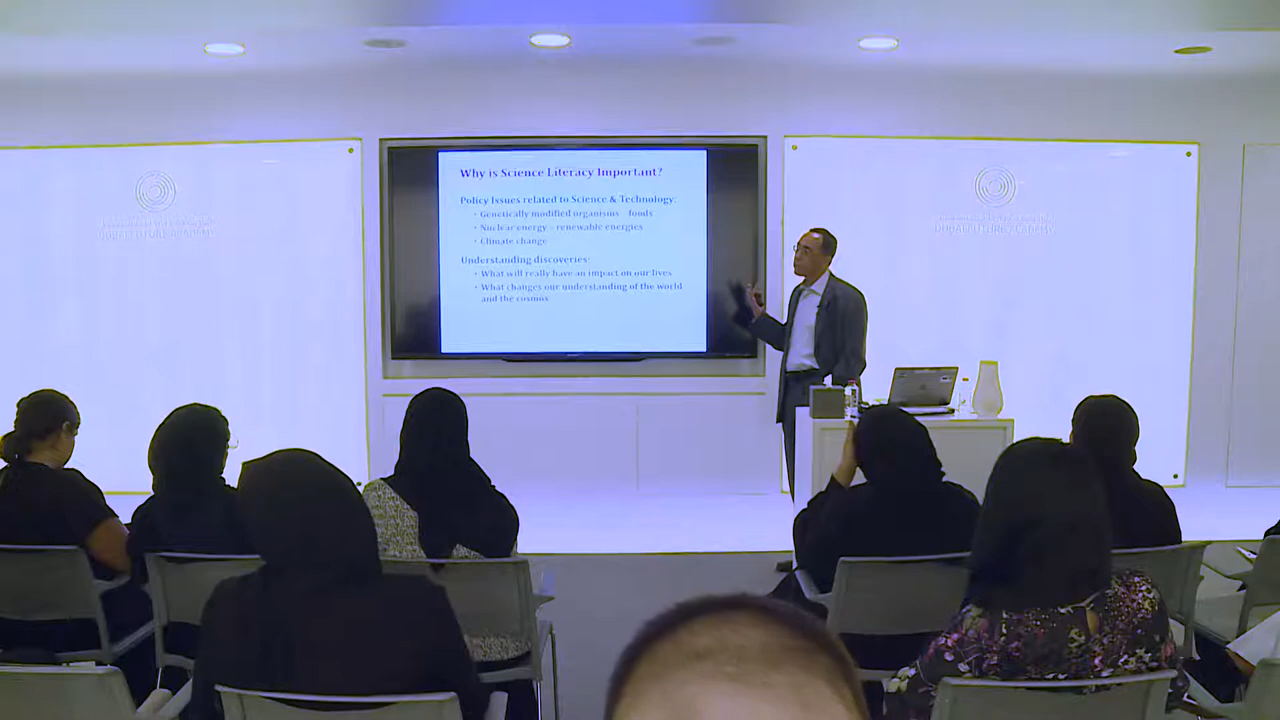 Why is Science Literacy Important?
Policy Issues related to Science & Technology:
• Genetically modified organisms – foods
• Nuclear energy – renewable energies
• Climate change
Understanding discoveries:
• What will really have an impact on our lives
• What changes our understanding of the world
and the cosmos
DUBAI FUTURE ACADEMY
DUBAI FUTURE ACADEMY